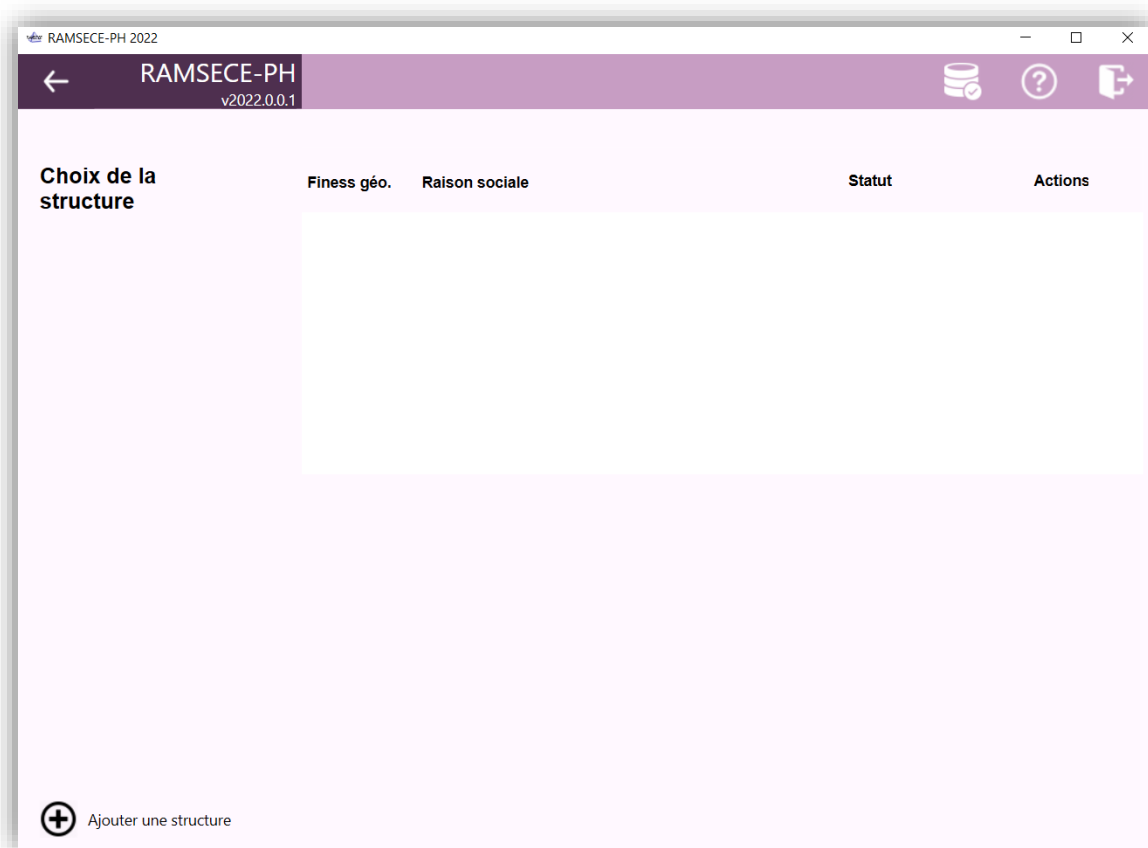 RAMSECE-PH 2022
RAMSECE-PH
v2022.0.0.1
Choix de la
structure
Finess géo. Raison sociale Statut Actions
Ajouter une structure